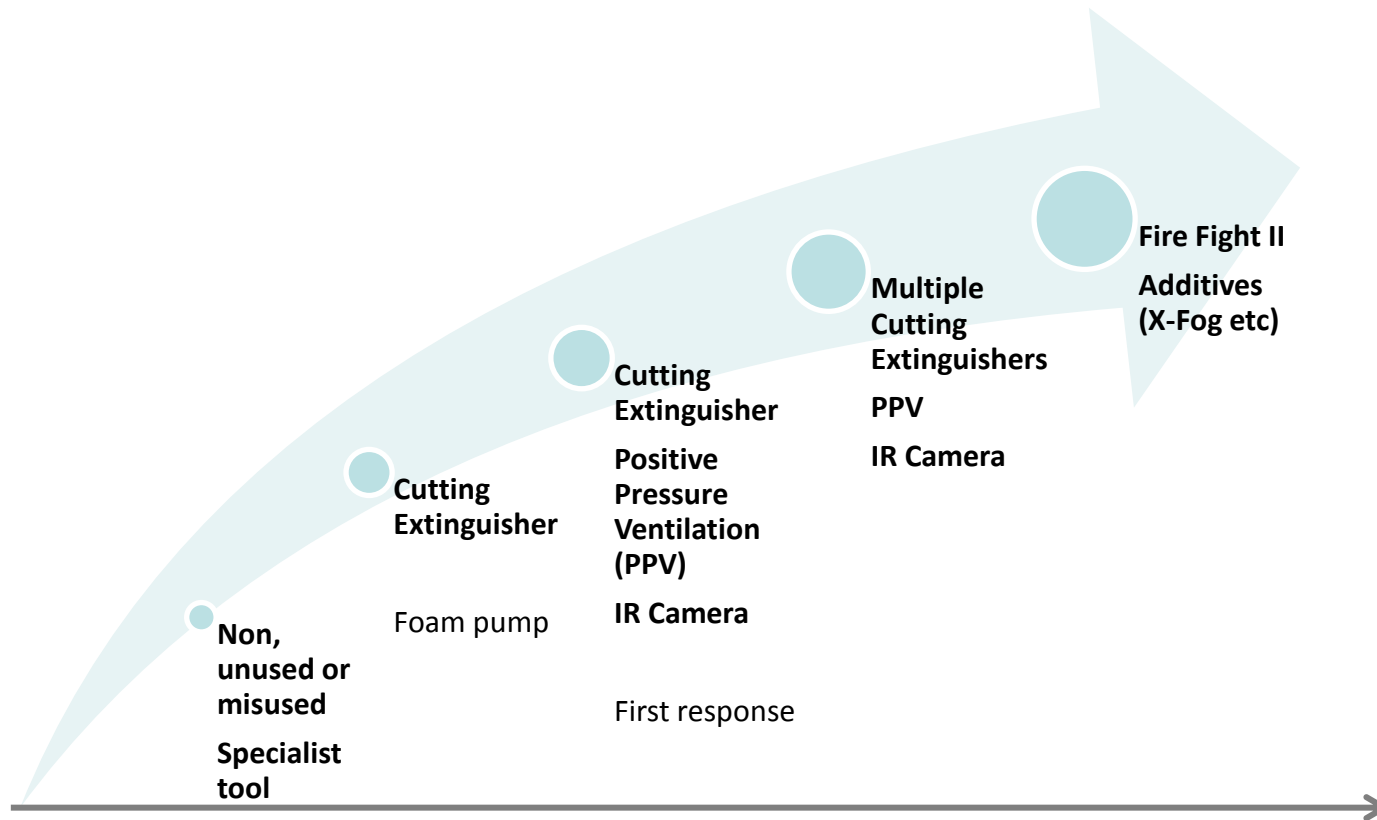 Non,
unused or
misused
Specialist
tool
Cutting
Extinguisher
Foam pump
Cutting
Extinguisher
Positive
Pressure
Ventilation
(PPV)
IR Camera
First response
Multiple
Cutting
Extinguishers
PPV
IR Camera
Fire Fight II
Additives
(X-Fog etc)